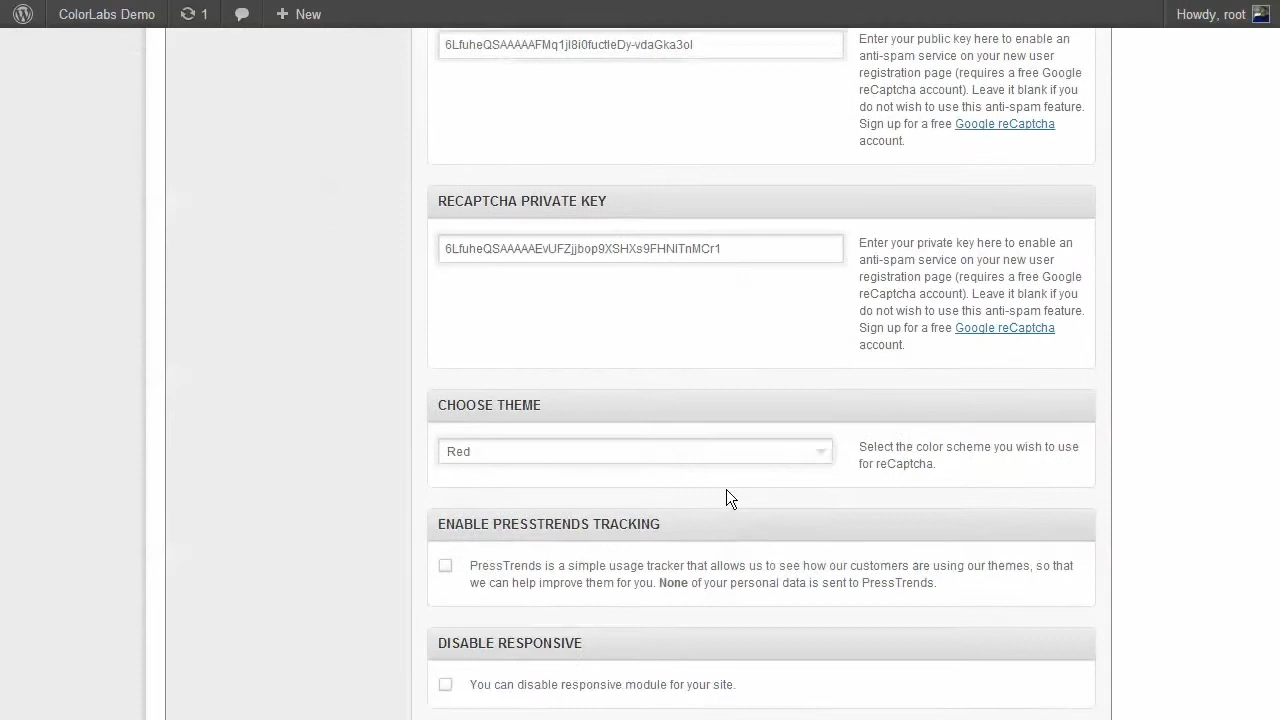 ColorLabs Demo 1 New Howdy, root
6LfuheQSAAAAAFMq1jl8i0fuctleDy-vdaGka3ol
Enter your public key here to enable an
anti-spam service on your new user
registration page (requires a free Google
reCaptcha account). Leave it blank if you
do not wish to use this anti-spam feature.
Sign up for a free Google reCaptcha
account.
RECAPTCHA PRIVATE KEY
6LfuheQSAAAAAEvUFZjjbop9XSHXs9FHNlTnMCr1
Enter your private key here to enable an
anti-spam service on your new user
registration page (requires a free Google
reCaptcha account). Leave it blank if you
do not wish to use this anti-spam feature.
Sign up for a free Google reCaptcha
account.
CHOOSE THEME
Red
Select the color scheme you wish to use
for reCaptcha.
ENABLE PRESSTRENDS TRACKING
PressTrends is a simple usage tracker that allows us to see how our customers are using our themes, so that
we can help improve them for you. None of your personal data is sent to PressTrends.
DISABLE RESPONSIVE
You can disable responsive module for your site.